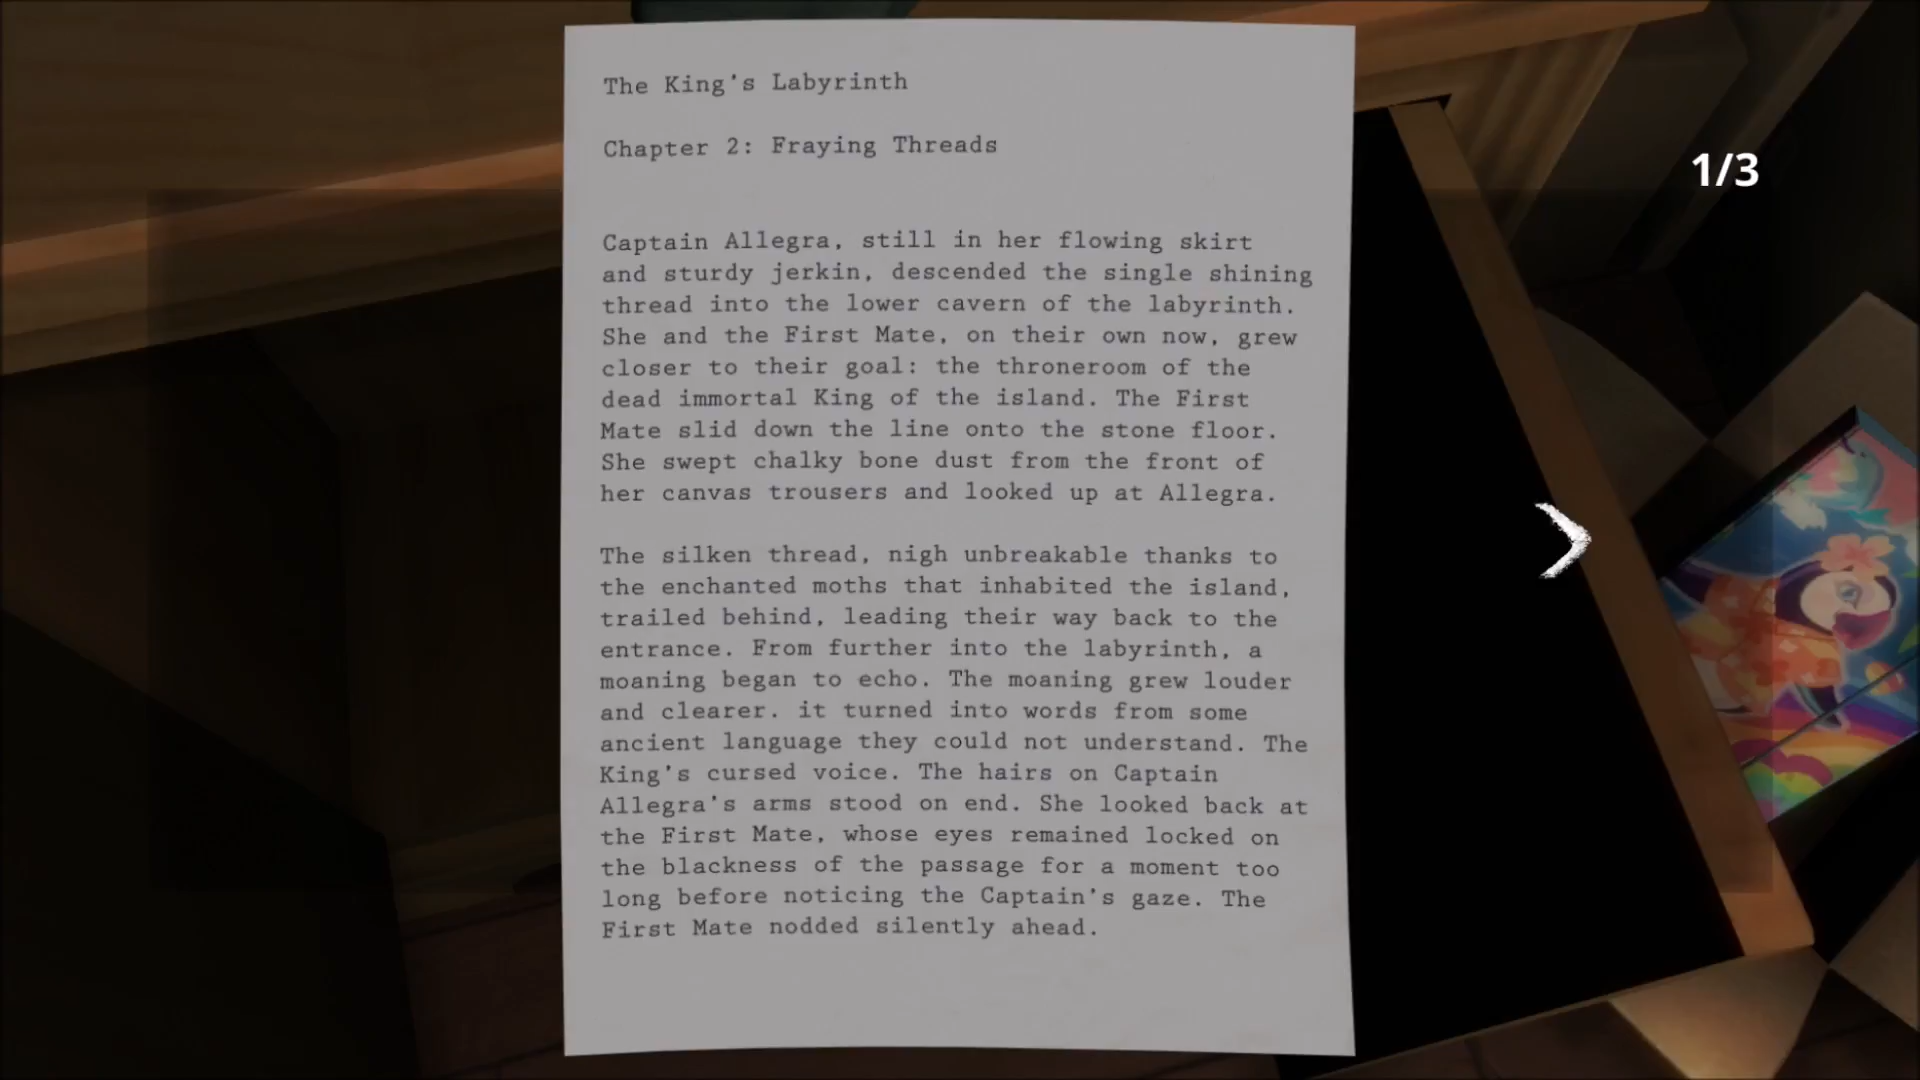 The King's Labyrinth
Chapter 2: Fraying Threads
1/3
Captain Allegra, still in her flowing skirt
and sturdy jerkin, descended the single shining
thread into the lower cavern of the labyrinth.
She and the First Mate, on their own now, grew
closer to their goal: the throneroom of the
dead immortal King of the island. The First
Mate slid down the line onto the stone floor.
She swept chalky bone dust from the front of
her canvas trousers and looked up at Allegra.
The silken thread, nigh unbreakable thanks to
the enchanted moths that inhabited the island,
trailed behind, leading their way back to the
entrance. From further into the labyrinth, a
moaning began to echo. The moaning grew louder
and clearer. it turned into words from some
ancient language they could not understand. The
King's cursed voice. The hairs on Captain
Allegra's arms stood on end. She looked back at
the First Mate, whose eyes remained locked on
the blackness of the passage for a moment too
long before noticing the Captain's gaze. The
First Mate nodded silently ahead.